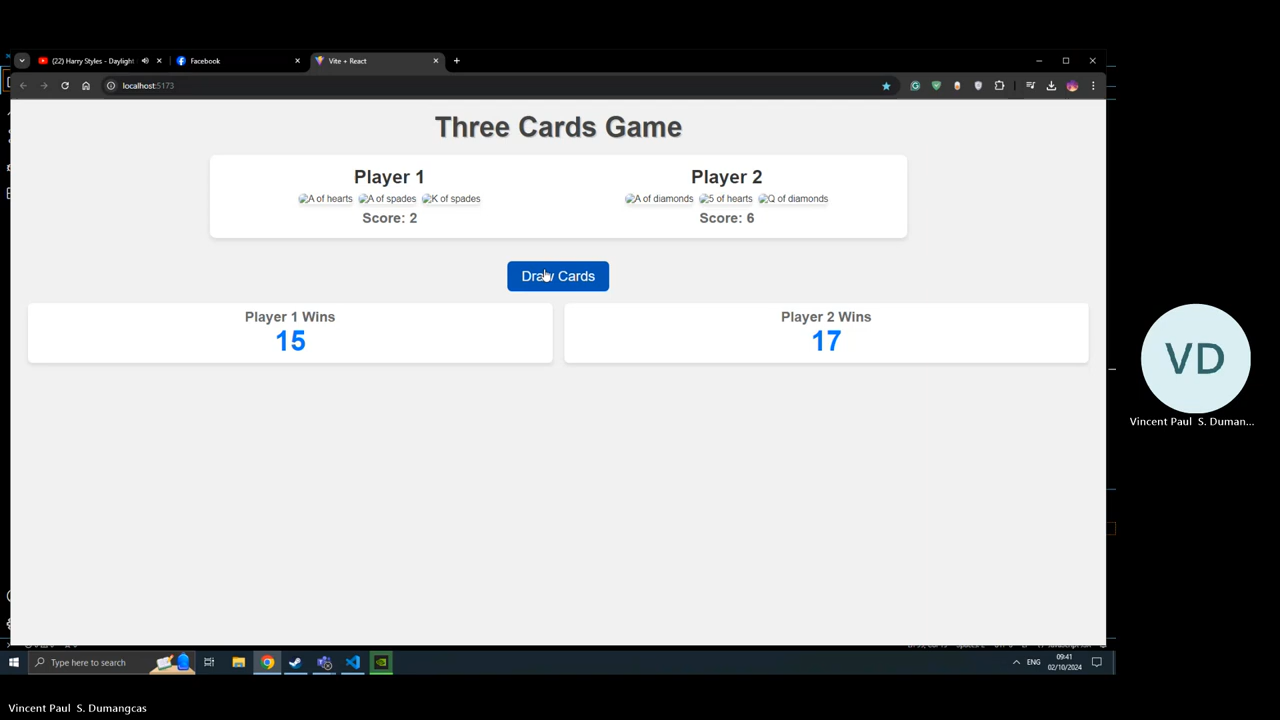 (22) Harry Styles - Daylight
Facebook
Vite + React
localhost:5173
Three Cards Game
Player 1
A of hearts A of spades K of spades
Score: 2
Player 2
A of diamonds 5 of hearts Q of diamonds
Score: 6
Draw Cards
Player 1 Wins
15
Player 2 Wins
17
VD
Vincent Paul S. Duman...
Type here to search
ENG
09:41
02/10/2024
Vincent Paul S. Dumangcas